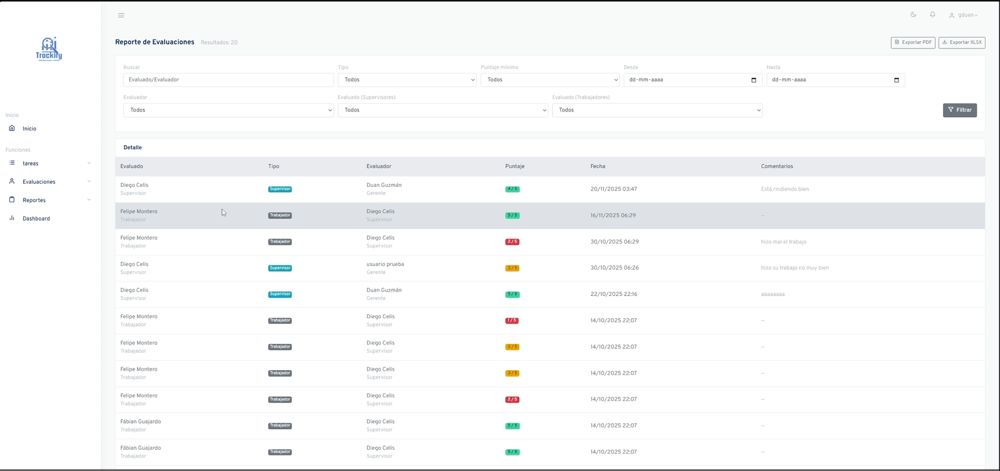 gduan
Trackify
Reporte de Evaluaciones Resultados: 20 Exportar PDF Exportar XLSX
Buscar Tipo Puntaje mínimo Desde Hasta
Evaluado/Evaluador Todos Todos dd-mm-aaaa dd-mm-aaaa
Evaluador Evaluado (Supervisores) Evaluado (Trabajadores)
Todos Todos Todos Filtrar
Inicio
Inicio
Funciones
tareas
Evaluaciones
Reportes
Dashboard
Detalle
Evaluado Tipo Evaluador Puntaje Fecha Comentarios
Diego Celis Supervisor Duan Guzmán 4 / 5 20/11/2025 03:47 Está rindiendo bien
Supervisor Gerente
Felipe Montero Trabajador Diego Celis 5 / 5 16/11/2025 06:29 —
Trabajador Supervisor
Felipe Montero Trabajador Diego Celis 2 / 5 30/10/2025 06:29 hizo mal el trabajo
Trabajador Supervisor
Diego Celis Supervisor usuario prueba 3 / 5 30/10/2025 06:26 hizo su trabajo no muy bien
Supervisor Gerente
Diego Celis Supervisor Duan Guzmán 5 / 5 22/10/2025 22:16 aaaaaaaa
Supervisor Gerente
Felipe Montero Trabajador Diego Celis 1 / 5 14/10/2025 22:07 —
Trabajador Supervisor
Felipe Montero Trabajador Diego Celis 3 / 5 14/10/2025 22:07 —
Trabajador Supervisor
Felipe Montero Trabajador Diego Celis 3 / 5 14/10/2025 22:07 —
Trabajador Supervisor
Felipe Montero Trabajador Diego Celis 2 / 5 14/10/2025 22:07 —
Trabajador Supervisor
Fábian Guajardo Trabajador Diego Celis 5 / 5 14/10/2025 22:07 —
Trabajador Supervisor
Fábian Guajardo Trabajador Diego Celis 5 / 5 14/10/2025 22:07 —
Trabajador Supervisor